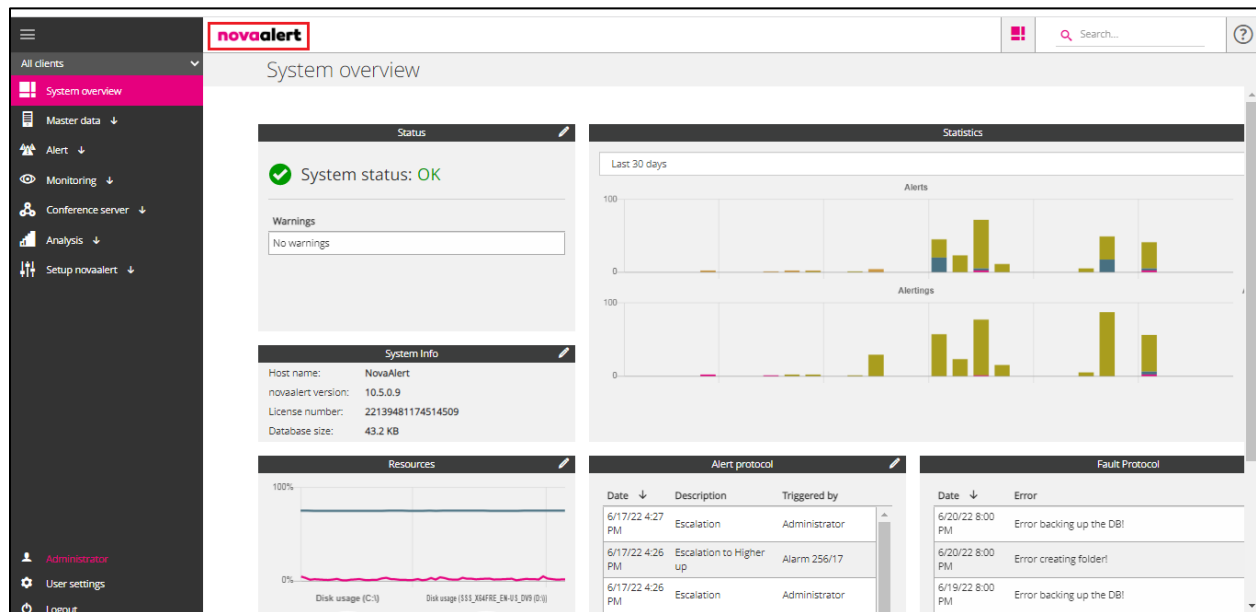 novaalert
Search...
?
All clients
System overview
Master data
Alert
Monitoring
Conference server
Analysis
Setup novaalert
Administrator
User settings
Logout
System overview
Status
System status: OK
Warnings
No warnings
System Info
Host name: NovaAlert
novaalert version: 10.5.0.9
License number: 22139481174514509
Database size: 43.2 KB
Statistics
Last 30 days
Alerts
100
0
Alertings
100
0
Resources
100%
0%
Disk usage (C:\)
Disk usage (SSS_X64FRE_EN-US_DV9 (D:\))
Alert protocol
Date Description Triggered by
6/17/22 4:27 PM Escalation Administrator
6/17/22 4:26 PM Escalation to Higher up Alarm 256/17
6/17/22 4:26 PM Escalation Administrator
Fault Protocol
Date Error
6/20/22 8:00 PM Error backing up the DB!
6/20/22 8:00 PM Error creating folder!
6/19/22 8:00 PM Error backing up the DB!